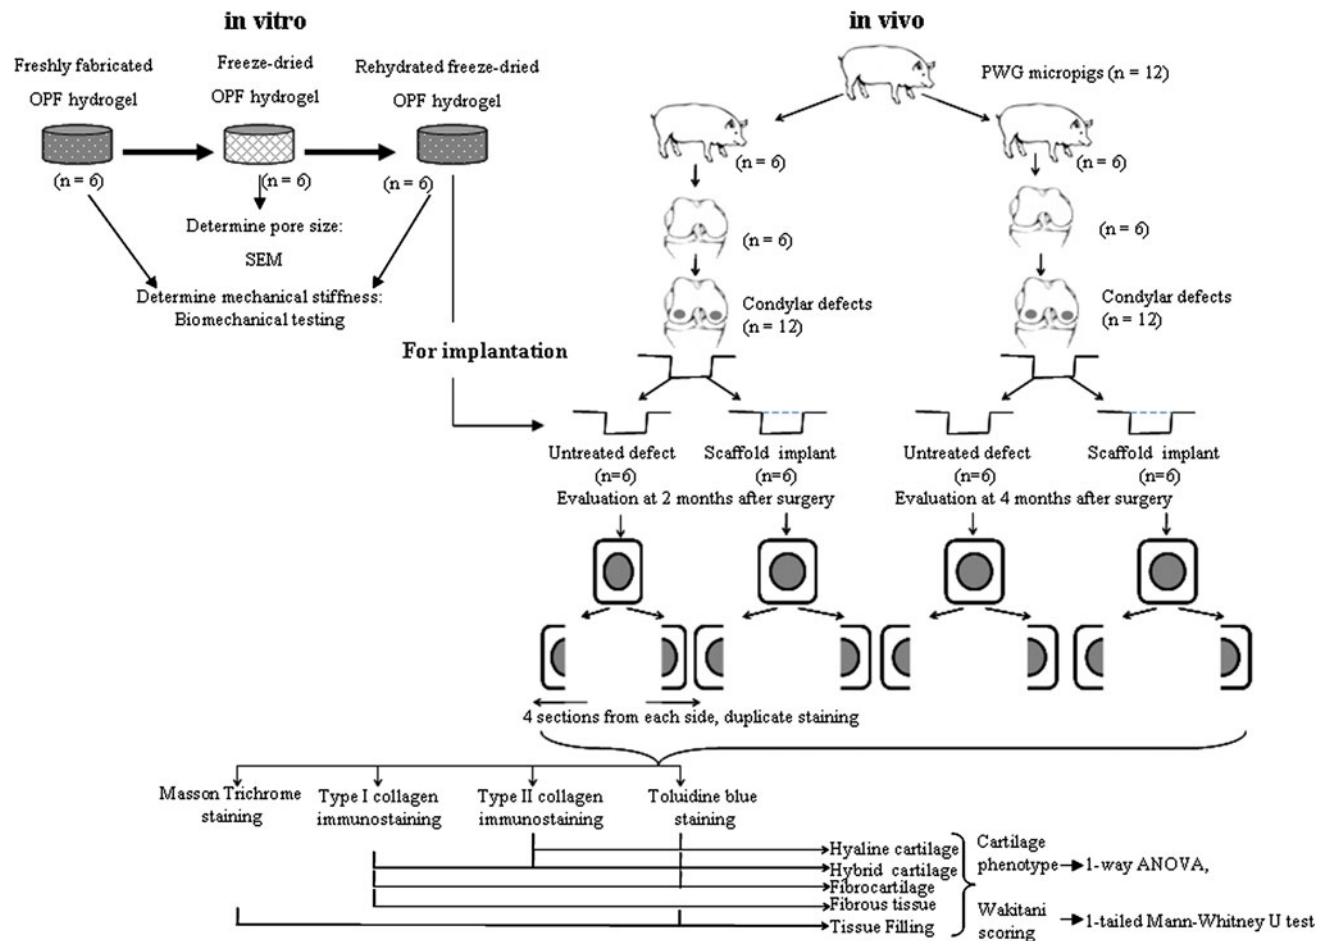 in vitro
Freshly fabricated
OPF hydrogel
Freeze-dried
OPF hydrogel
Rehydrated freeze-dried
OPF hydrogel
(n = 6)
(n = 6)
(n = 6)
Determine pore size:
SEM
Determine mechanical stiffness:
Biomechanical testing
For implantation
in vivo
PWG micropigs (n = 12)
(n = 6)
(n = 6)
(n = 6)
(n = 6)
Condylar defects
(n = 12)
Condylar defects
(n = 12)
Untreated defect
(n=6)
Scaffold implant
(n=6)
Evaluation at 2 months after surgery
Untreated defect
(n=6)
Scaffold implant
(n=6)
Evaluation at 4 months after surgery
4 sections from each side, duplicate staining
Masson Trichrome
staining
Type I collagen
immunostaining
Type II collagen
immunostaining
Toluidine blue
staining
Hyaline cartilage
Hybrid cartilage
Fibrocartilage
Fibrous tissue
Tissue Filling
Cartilage
phenotype
1-way ANOVA,
Wakitani
scoring
1-tailed Mann-Whitney U test